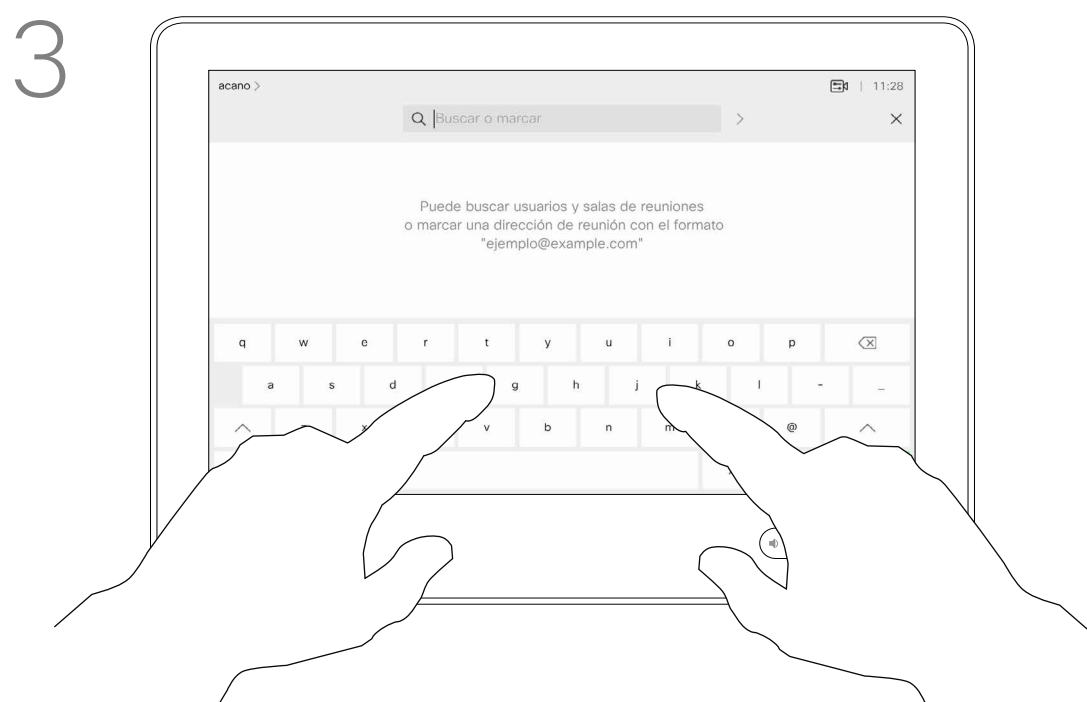 3
acano >
11:28
Buscar o marcar
Puede buscar usuarios y salas de reuniones
o marcar una dirección de reunión con el formato
"ejemplo@example.com"
q w e r t y u i o p
a s d g h j k l - _
x v b n m @